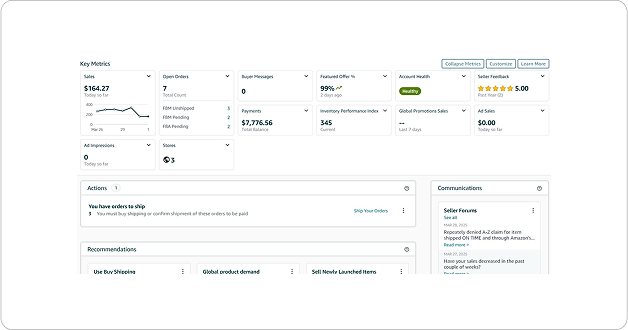 Key Metrics
Collapse Metrics
Customize
Learn More
Sales
$164.27
Today so far
400
200
0
Mar 26
29
1
Open Orders
7
Total Count
FBM Unshipped 3
FBM Pending 2
FBA Pending 2
Buyer Messages
0
Featured Offer %
99%
2 days ago
Account Health
Healthy
Seller Feedback
5.00
Past Year (2)
Payments
$7,776.56
Total Balance
Inventory Performance Index
345
Current
Global Promotions Sales
--
Last 7 days
Ad Sales
$0.00
Today so far
Ad Impressions
0
Today so far
Stores
3
Actions 1
You have orders to ship
3 You must buy shipping or confirm shipment of these orders to be paid
Ship Your Orders
Communications
Seller Forums
See all
MAR 28, 2025
Repeatedly denied A-Z claim for item
shipped ON TIME and through Amazon's...
Read more >
MAR 27, 2025
Have your sales decreased in the past
couple of weeks?
Read more >
Recommendations
Use Buy Shipping
Global product demand
Sell Newly Launched Items